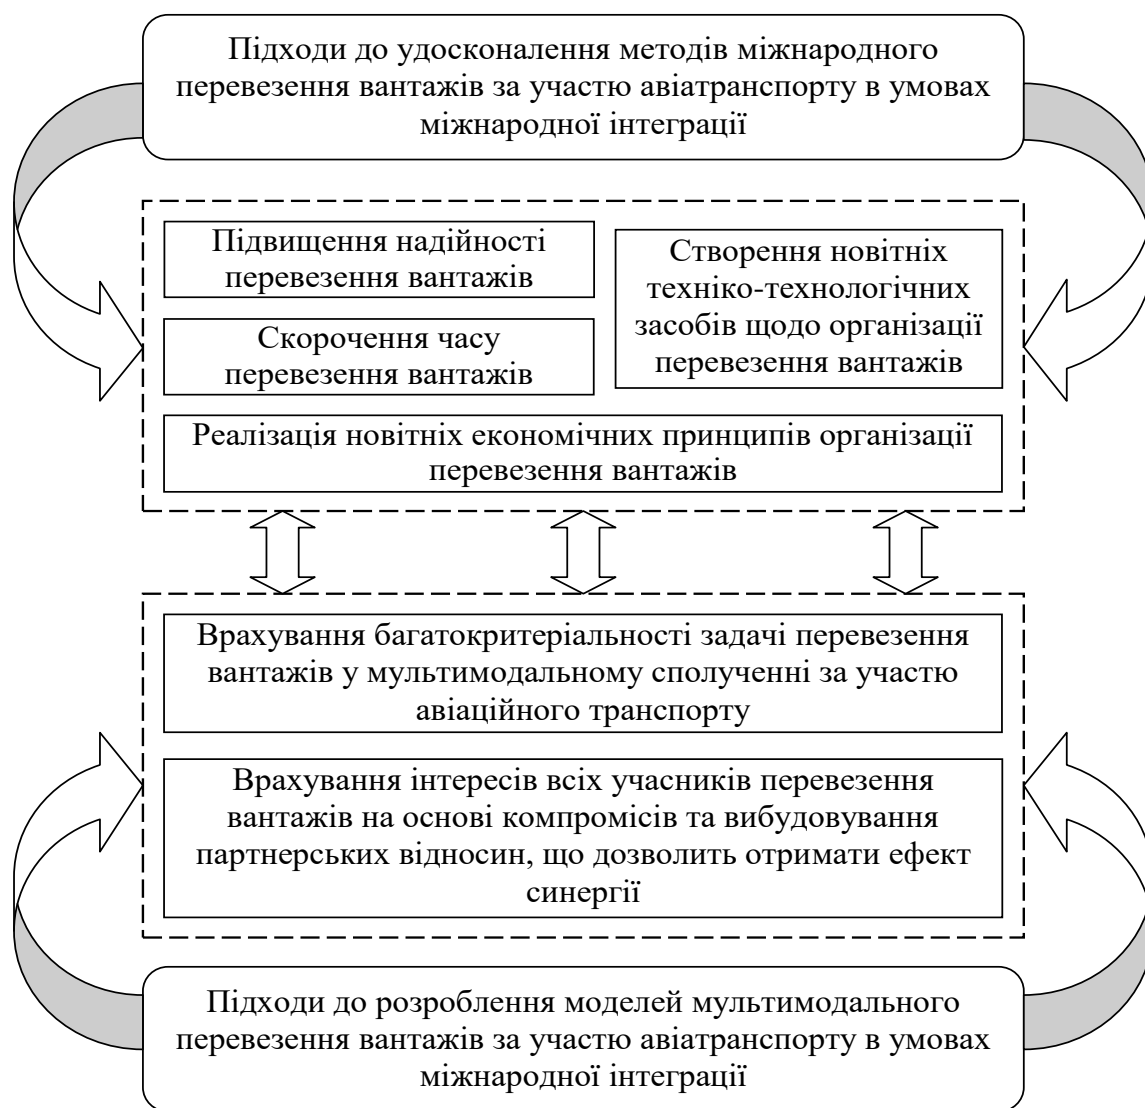 Підходи до удосконалення методів міжнародного
перевезення вантажів за участю авіатранспорту в умовах
міжнародної інтеграції
Підвищення надійності
перевезення вантажів
Скорочення часу
перевезення вантажів
Створення новітніх
техніко-технологічних
засобів щодо організації
перевезення вантажів
Реалізація новітніх економічних принципів організації
перевезення вантажів
Врахування багатокритеріальності задачі перевезення
вантажів у мультимодальному сполученні за участю
авіаційного транспорту
Врахування інтересів всіх учасників перевезення
вантажів на основі компромісів та вибудовування
партнерських відносин, що дозволить отримати ефект
синергії
Підходи до розроблення моделей мультимодального
перевезення вантажів за участю авіатранспорту в умовах
міжнародної інтеграції